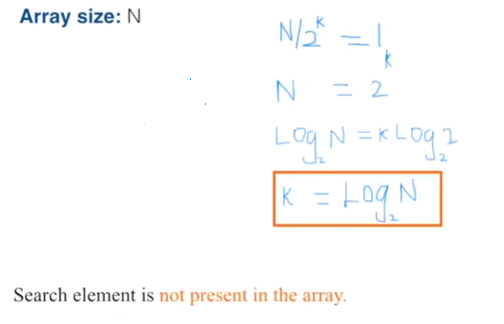 Array size: N
N/2^k = 1
N = 2^k
Log₂ N = K Log₂ 2
K = Log₂ N
Search element is not present in the array.